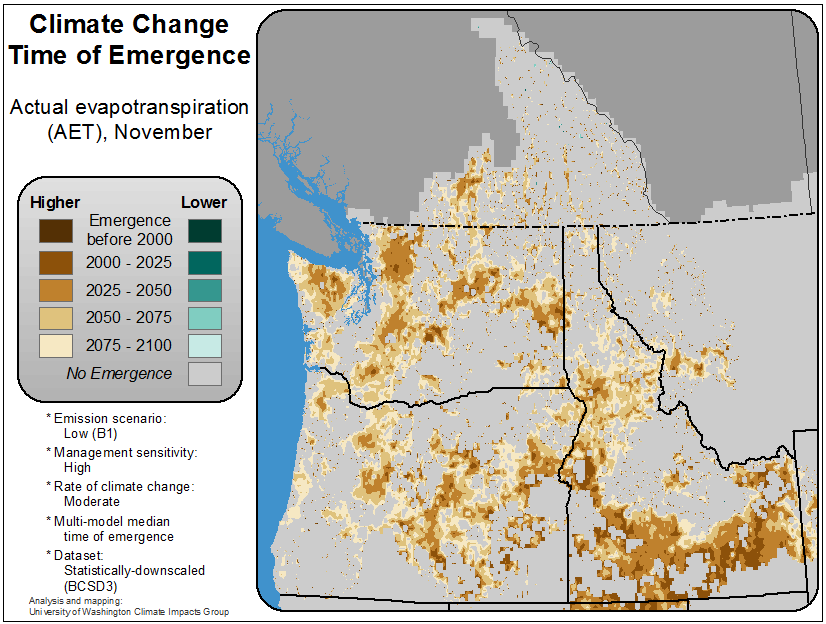 Climate Change
Time of Emergence
Actual evapotranspiration
(AET), November
Higher Lower
Emergence
before 2000
2000 - 2025
2025 - 2050
2050 - 2075
2075 - 2100
No Emergence
* Emission scenario:
Low (B1)
* Management sensitivity:
High
* Rate of climate change:
Moderate
* Multi-model median
time of emergence
* Dataset:
Statistically-downscaled
(BCSD3)
Analysis and mapping:
University of Washington Climate Impacts Group